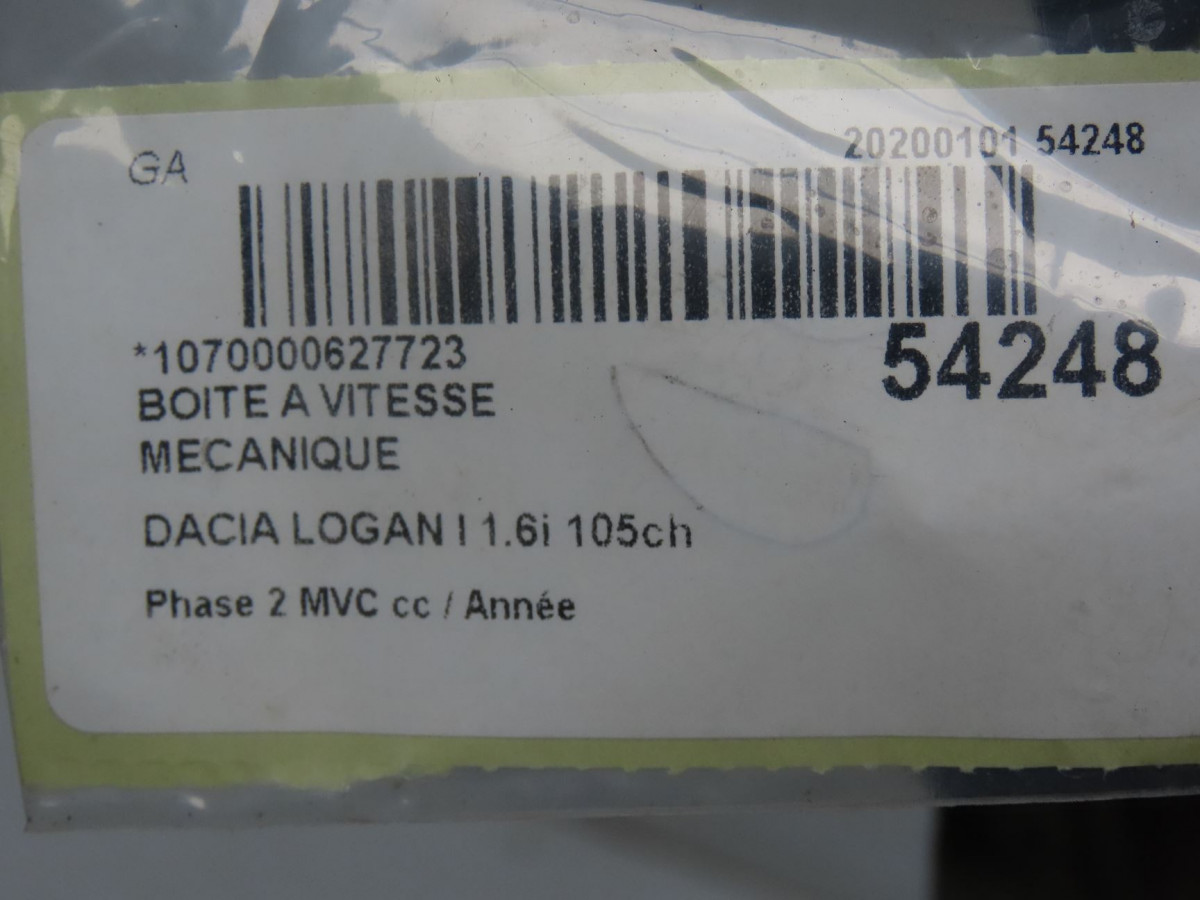 GA
20200101 54248
*1070000627723
54248
BOITE A VITESSE
MECANIQUE
DACIA LOGAN I 1.6i 105ch
Phase 2 MVC cc / Année